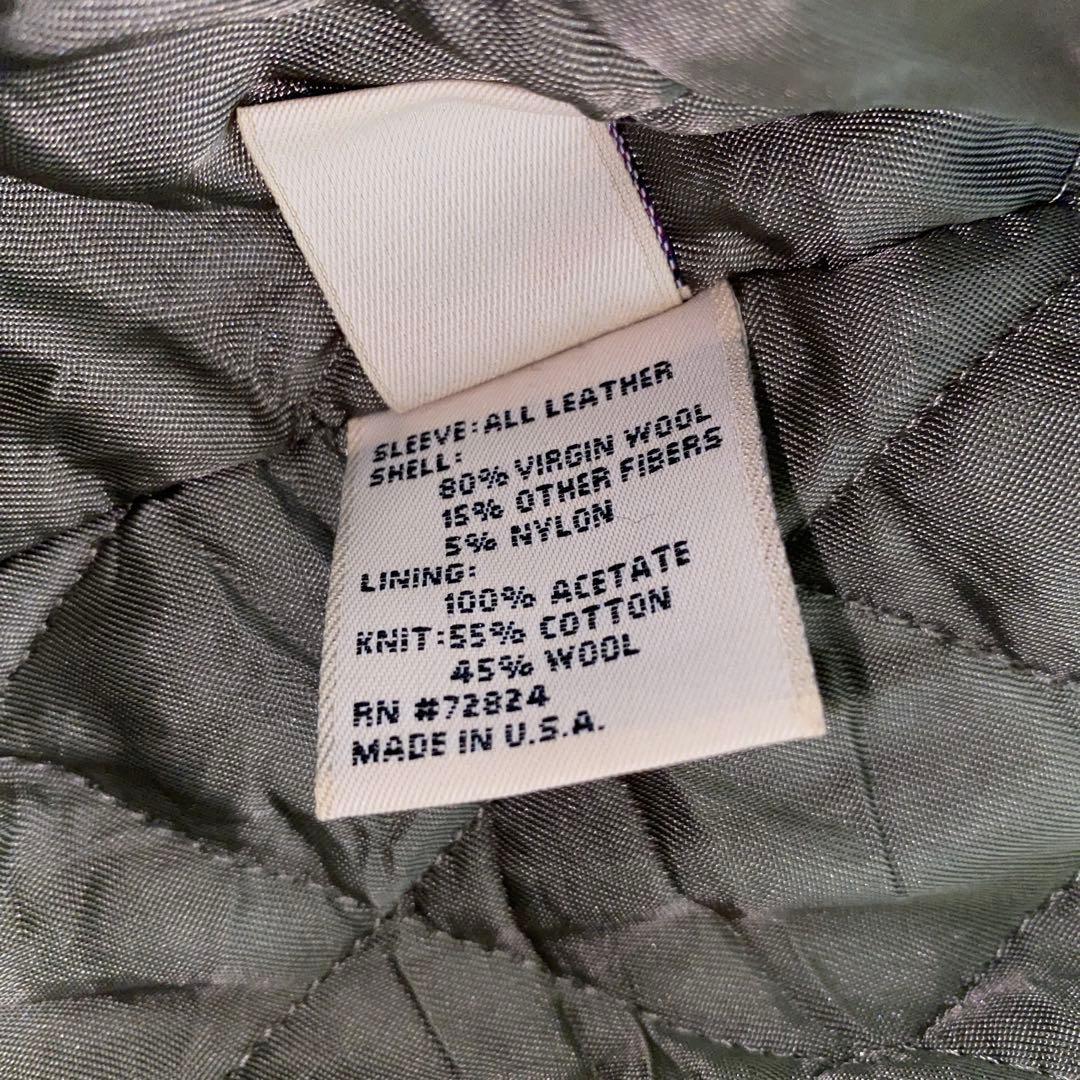 SLEEVE: ALL LEATHER
SHELL:
80% VIRGIN WOOL
15% OTHER FIBERS
5% NYLON
LINING:
100% ACETATE
KNIT: 55% COTTON
45% WOOL
RN #72824
MADE IN U.S.A.